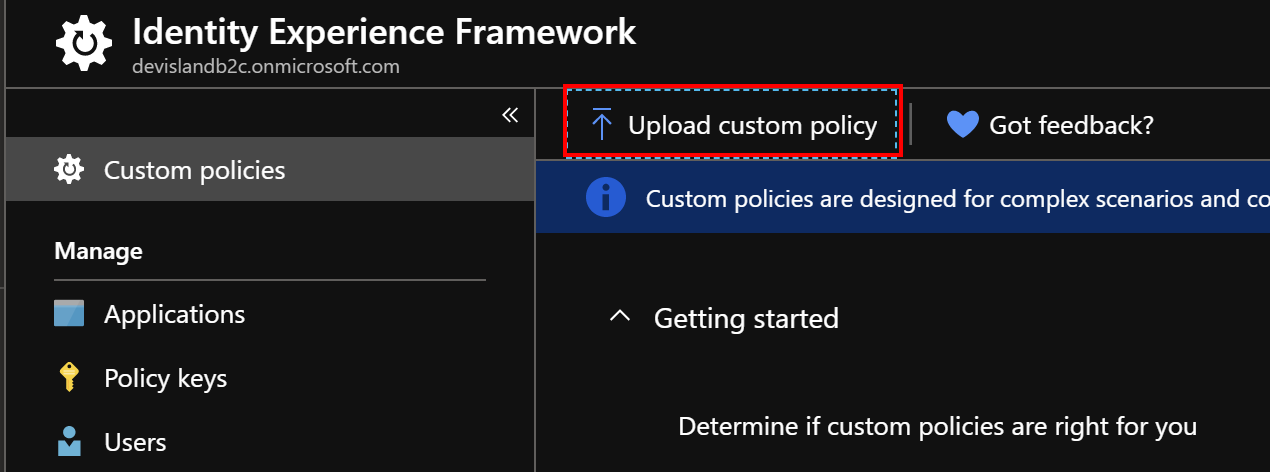 Identity Experience Framework
devislandb2c.onmicrosoft.com
Upload custom policy
Got feedback?
Custom policies
Custom policies are designed for complex scenarios and co
Manage
Getting started
Applications
Policy keys
Determine if custom policies are right for you
Users